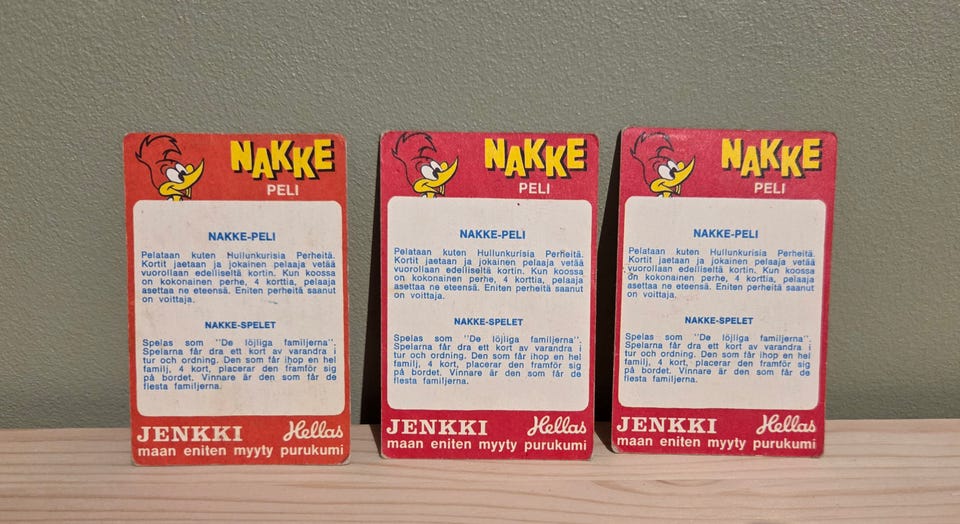 NAKKE
PELI
NAKKE-PELI
Pelataan kuten Hullunkurisia Perheitä.
Kortit jaetaan ja jokainen pelaaja vetää
vuorollaan edelliseltä kortin. Kun koossa
on kokonainen perhe, 4 korttia, pelaaja
asettaa ne eteensä. Eniten perheitä saanut
on voittaja.
NAKKE-SPELET
Spelas som "De löjliga familjerna".
Spelarna får dra ett kort av varandra i
tur och ordning. Den som får ihop en hel
familj, 4 kort, placerar den framför sig
på bordet. Vinnare är den som får de
flesta familjerna.
JENKKI Hellas
maan eniten myyty purukumi
NAKKE
PELI
NAKKE-PELI
Pelataan kuten Hullunkurisia Perheitä.
Kortit jaetaan ja jokainen pelaaja vetää
vuorollaan edelliseltä kortin. Kun koossa
on kokonainen perhe, 4 korttia, pelaaja
asettaa ne eteensä. Eniten perheitä saanut
on voittaja.
NAKKE-SPELET
Spelas som "De löjliga familjerna".
Spelarna får dra ett kort av varandra i
tur och ordning. Den som får ihop en hel
familj, 4 kort, placerar den framför sig
på bordet. Vinnare är den som får de
flesta familjerna.
JENKKI Hellas
maan eniten myyty purukumi
NAKKE
PELI
NAKKE-PELI
Pelataan kuten Hullunkurisia Perheitä.
Kortit jaetaan ja jokainen pelaaja vetää
vuorollaan edelliseltä kortin. Kun koossa
on kokonainen perhe, 4 korttia, pelaaja
asettaa ne eteensä. Eniten perheitä saanut
on voittaja.
NAKKE-SPELET
Spelas som "De löjliga familjerna".
Spelarna får dra ett kort av varandra i
tur och ordning. Den som får ihop en hel
familj, 4 kort, placerar den framför sig
på bordet. Vinnare är den som får de
flesta familjerna.
JENKKI Hellas
maan eniten myyty purukumi